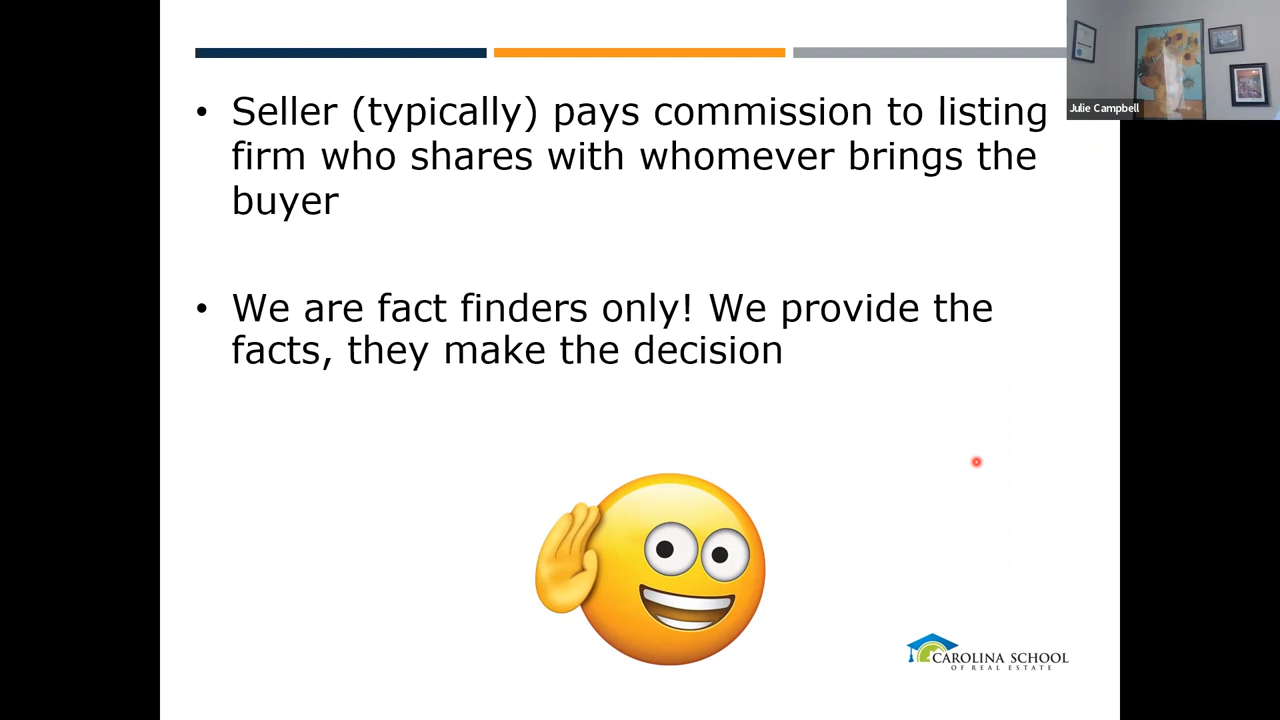 • Seller (typically) pays commission to listing
firm who shares with whomever brings the
buyer
• We are fact finders only! We provide the
facts, they make the decision
Julie Campbell
CAROLINA SCHOOL
OF REAL ESTATE